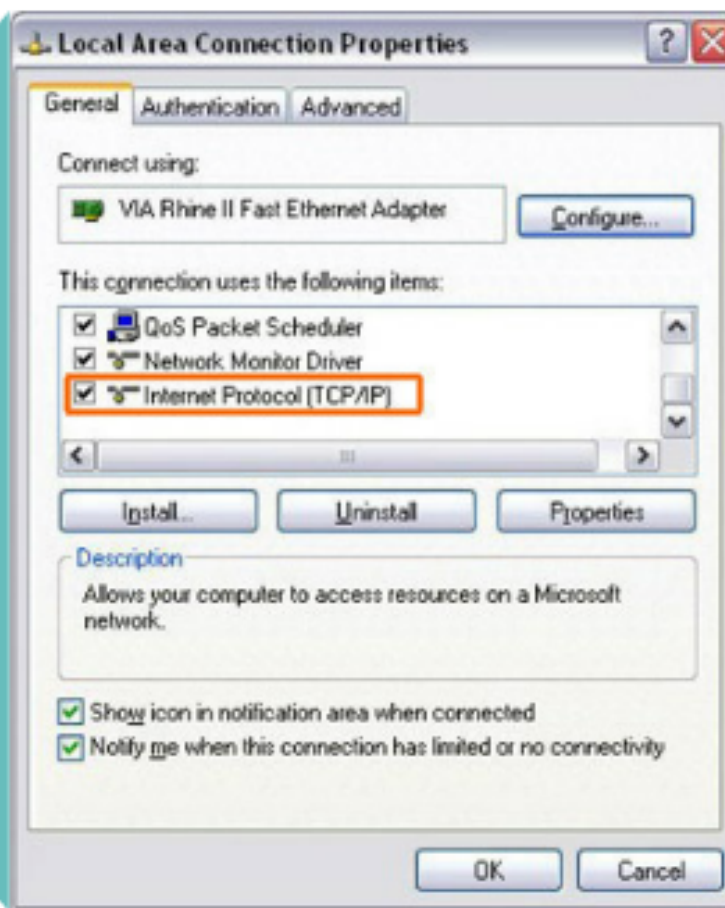 Local Area Connection Properties
General Authentication Advanced
Connect using:
VIA Rhine II Fast Ethernet Adapter Configure...
This connection uses the following items:
QoS Packet Scheduler
Network Monitor Driver
Internet Protocol (TCP/IP)
Install... Uninstall Properties
Description
Allows your computer to access resources on a Microsoft
network.
Show icon in notification area when connected
Notify me when this connection has limited or no connectivity
OK Cancel